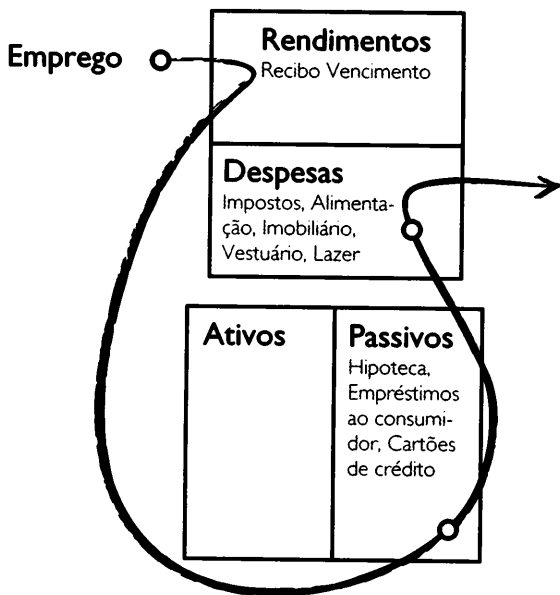 Emprego
Rendimentos
Recibo Vencimento
Despesas
Impostos, Alimenta-
ção, Imobiliário,
Vestuário, Lazer
Ativos
Passivos
Hipoteca,
Empréstimos
ao consumi-
dor, Cartões
de crédito